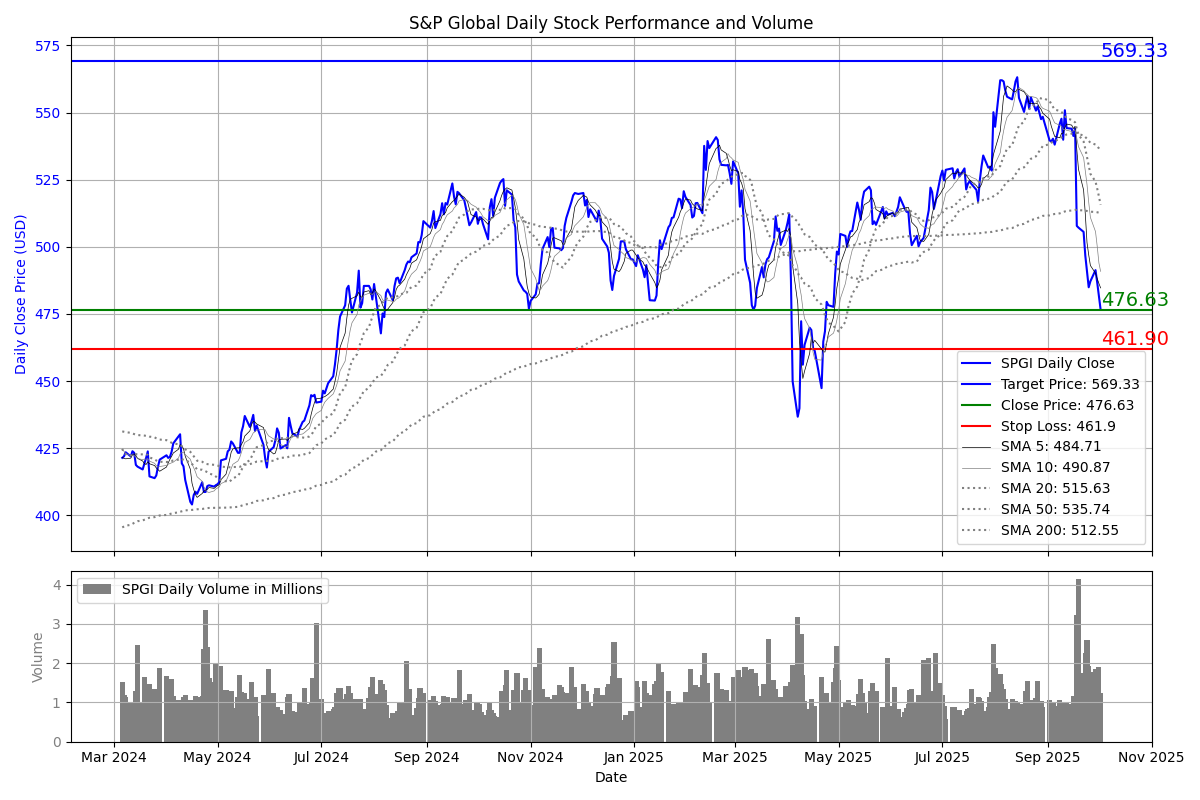 S&P Global Daily Stock Performance and Volume
575
550
525
500
475
450
425
400
Daily Close Price (USD)
569.33
476.63
461.90
SPGI Daily Close
Target Price: 569.33
Close Price: 476.63
Stop Loss: 461.9
SMA 5: 484.71
SMA 10: 490.87
SMA 20: 515.63
SMA 50: 535.74
SMA 200: 512.55
4
3
2
1
0
Volume
SPGI Daily Volume in Millions
Mar 2024 May 2024 Jul 2024 Sep 2024 Nov 2024 Jan 2025 Mar 2025 May 2025 Jul 2025 Sep 2025 Nov 2025
Date